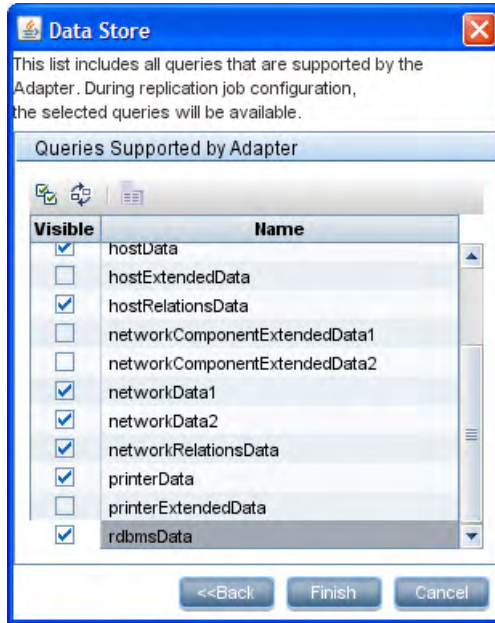 Data Store
This list includes all queries that are supported by the
Adapter. During replication job configuration,
the selected queries will be available.
Queries Supported by Adapter
Visible Name
hostData
hostExtendedData
hostRelationsData
networkComponentExtendedData1
networkComponentExtendedData2
networkData1
networkData2
networkRelationsData
printerData
printerExtendedData
rdbmsData
<<Back Finish Cancel